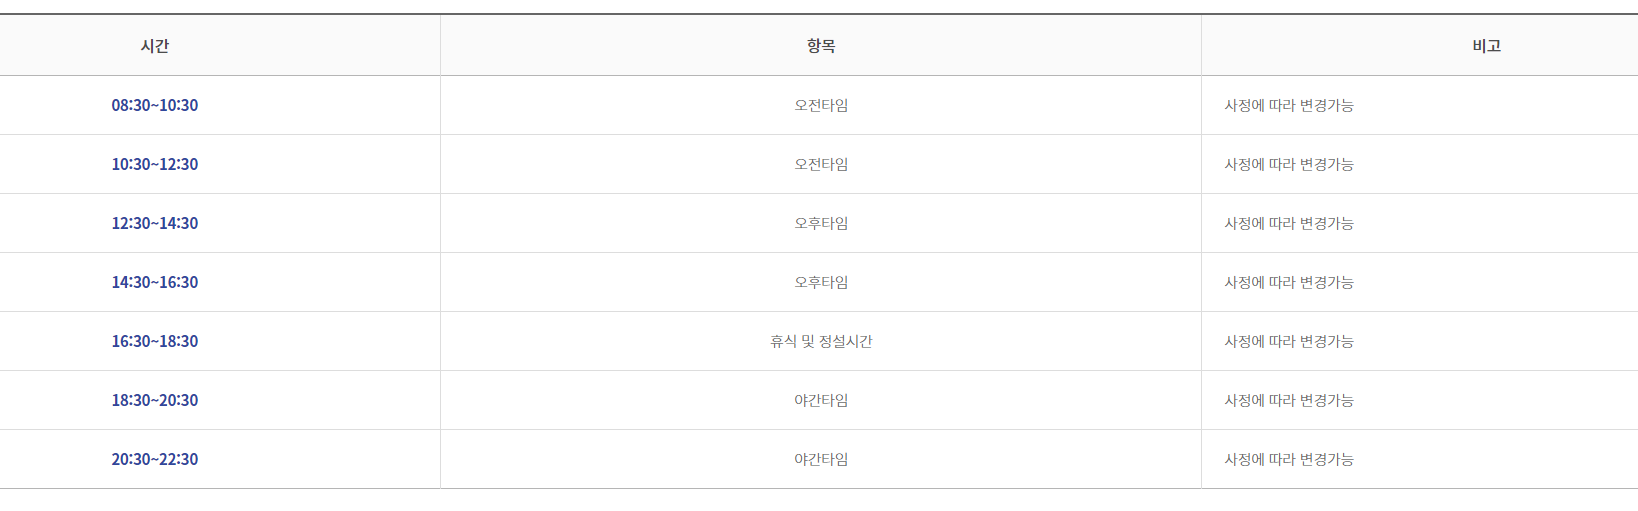 시간 항목 비고
08:30~10:30 오전타임 사정에 따라 변경가능
10:30~12:30 오전타임 사정에 따라 변경가능
12:30~14:30 오후타임 사정에 따라 변경가능
14:30~16:30 오후타임 사정에 따라 변경가능
16:30~18:30 휴식 및 정설시간 사정에 따라 변경가능
18:30~20:30 야간타임 사정에 따라 변경가능
20:30~22:30 야간타임 사정에 따라 변경가능